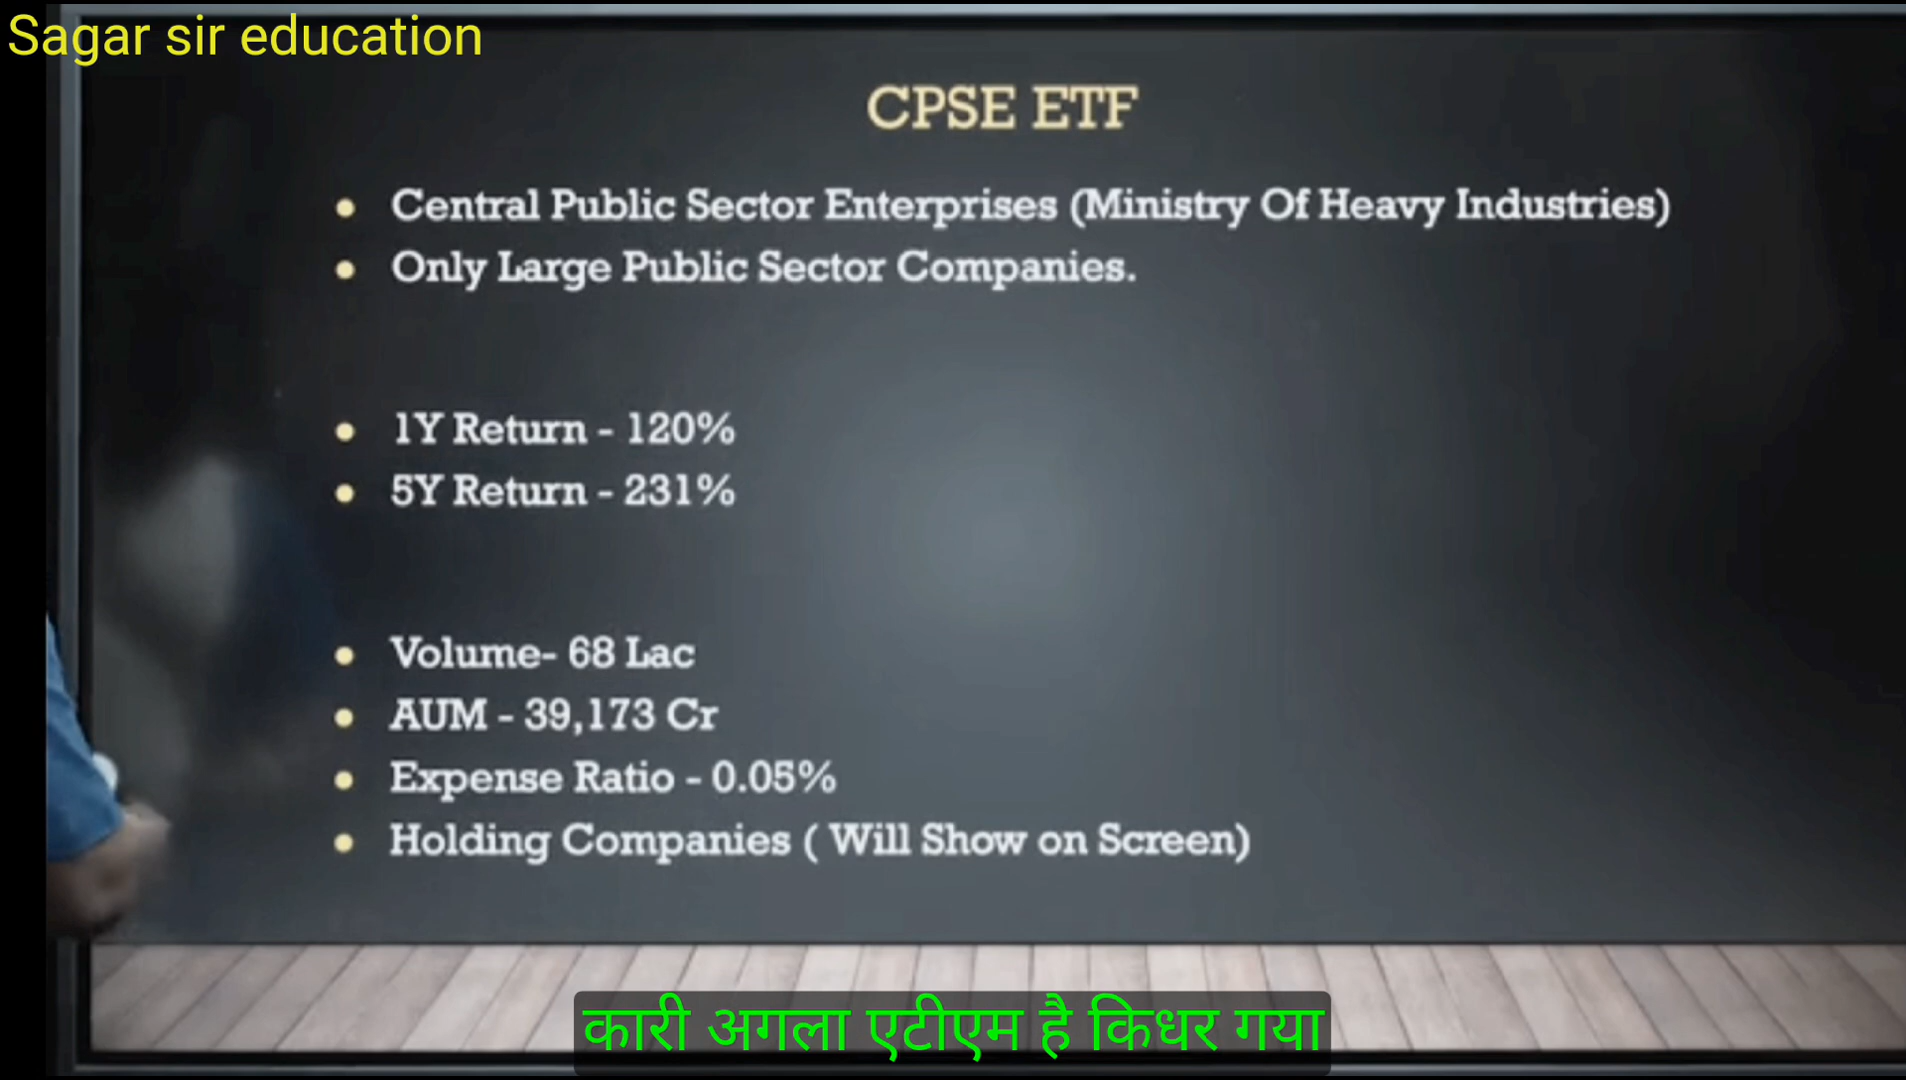 Sagar sir education
CPSE ETF
• Central Public Sector Enterprises (Ministry Of Heavy Industries)
• Only Large Public Sector Companies.
• 1Y Return - 120%
• 5Y Return - 231%
• Volume- 68 Lac
• AUM - 39,173 Cr
• Expense Ratio - 0.05%
• Holding Companies ( Will Show on Screen)
कारी अगला एटीएम है किधर गया